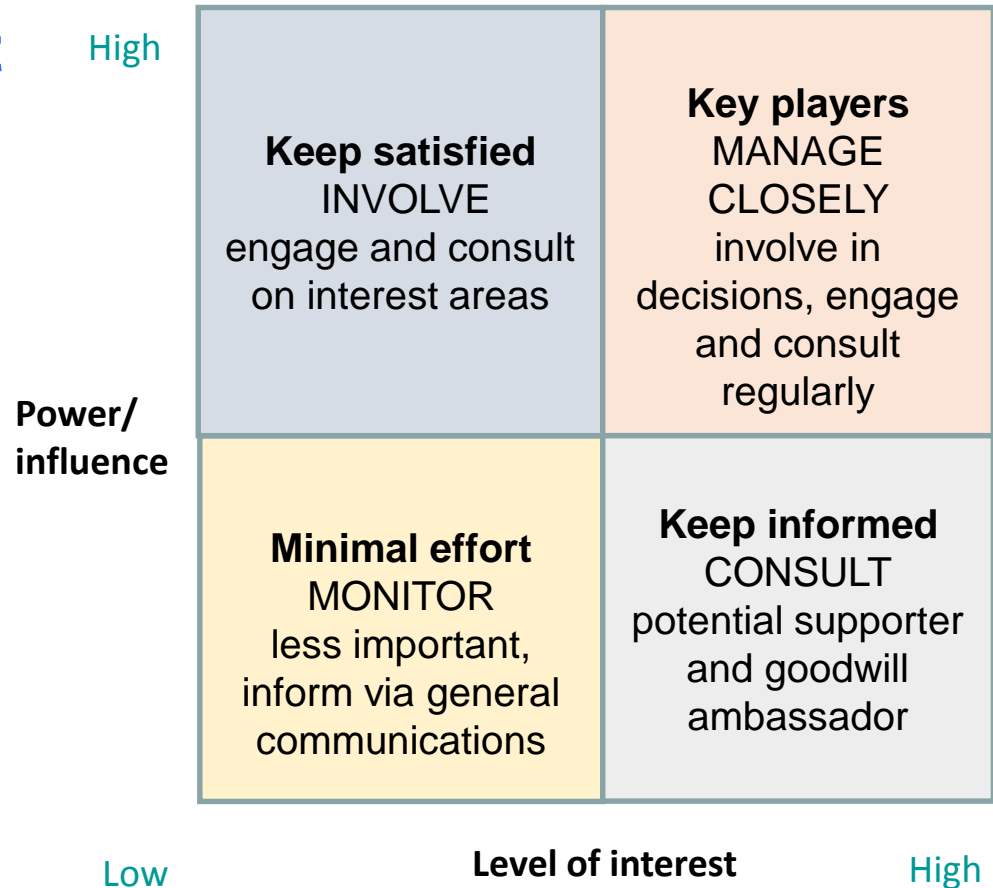 High
Keep satisfied
INVOLVE
engage and consult
on interest areas
Key players
MANAGE
CLOSELY
involve in
decisions, engage
and consult
regularly
Power/
influence
Minimal effort
MONITOR
less important,
inform via general
communications
Keep informed
CONSULT
potential supporter
and goodwill
ambassador
Low
Level of interest
High